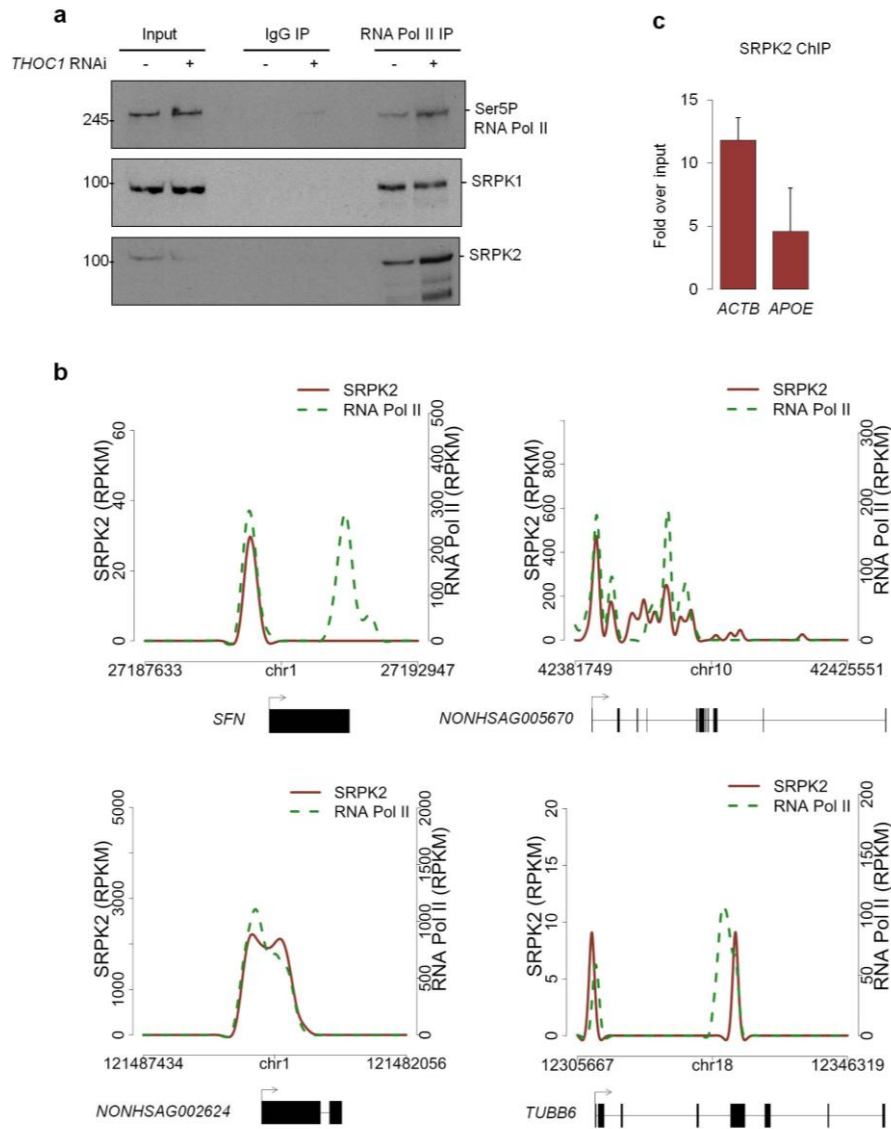 a
Input IgG IP RNA Pol II IP
THOC1 RNAi - + - + - +
245
Ser5P
RNA Pol II
100
SRPK1
100
SRPK2
c
SRPK2 ChIP
Fold over input
15
10
5
0
ACTB APOE
b
SRPK2
RNA Pol II
SRPK2 (RPKM)
60
40
20
0
RNA Pol II (RPKM)
500
400
300
200
100
0
27187633 chr1 27192947
SFN
SRPK2
RNA Pol II
SRPK2 (RPKM)
800
600
400
200
0
RNA Pol II (RPKM)
300
200
100
0
42381749 chr10 42425551
NONHSAG005670
SRPK2
RNA Pol II
SRPK2 (RPKM)
5000
3000
1000
0
RNA Pol II (RPKM)
2000
1500
1000
500
0
121487434 chr1 121482056
NONHSAG002624
SRPK2
RNA Pol II
SRPK2 (RPKM)
20
15
10
5
0
RNA Pol II (RPKM)
200
150
100
50
0
12305667 chr18 12346319
TUBB6